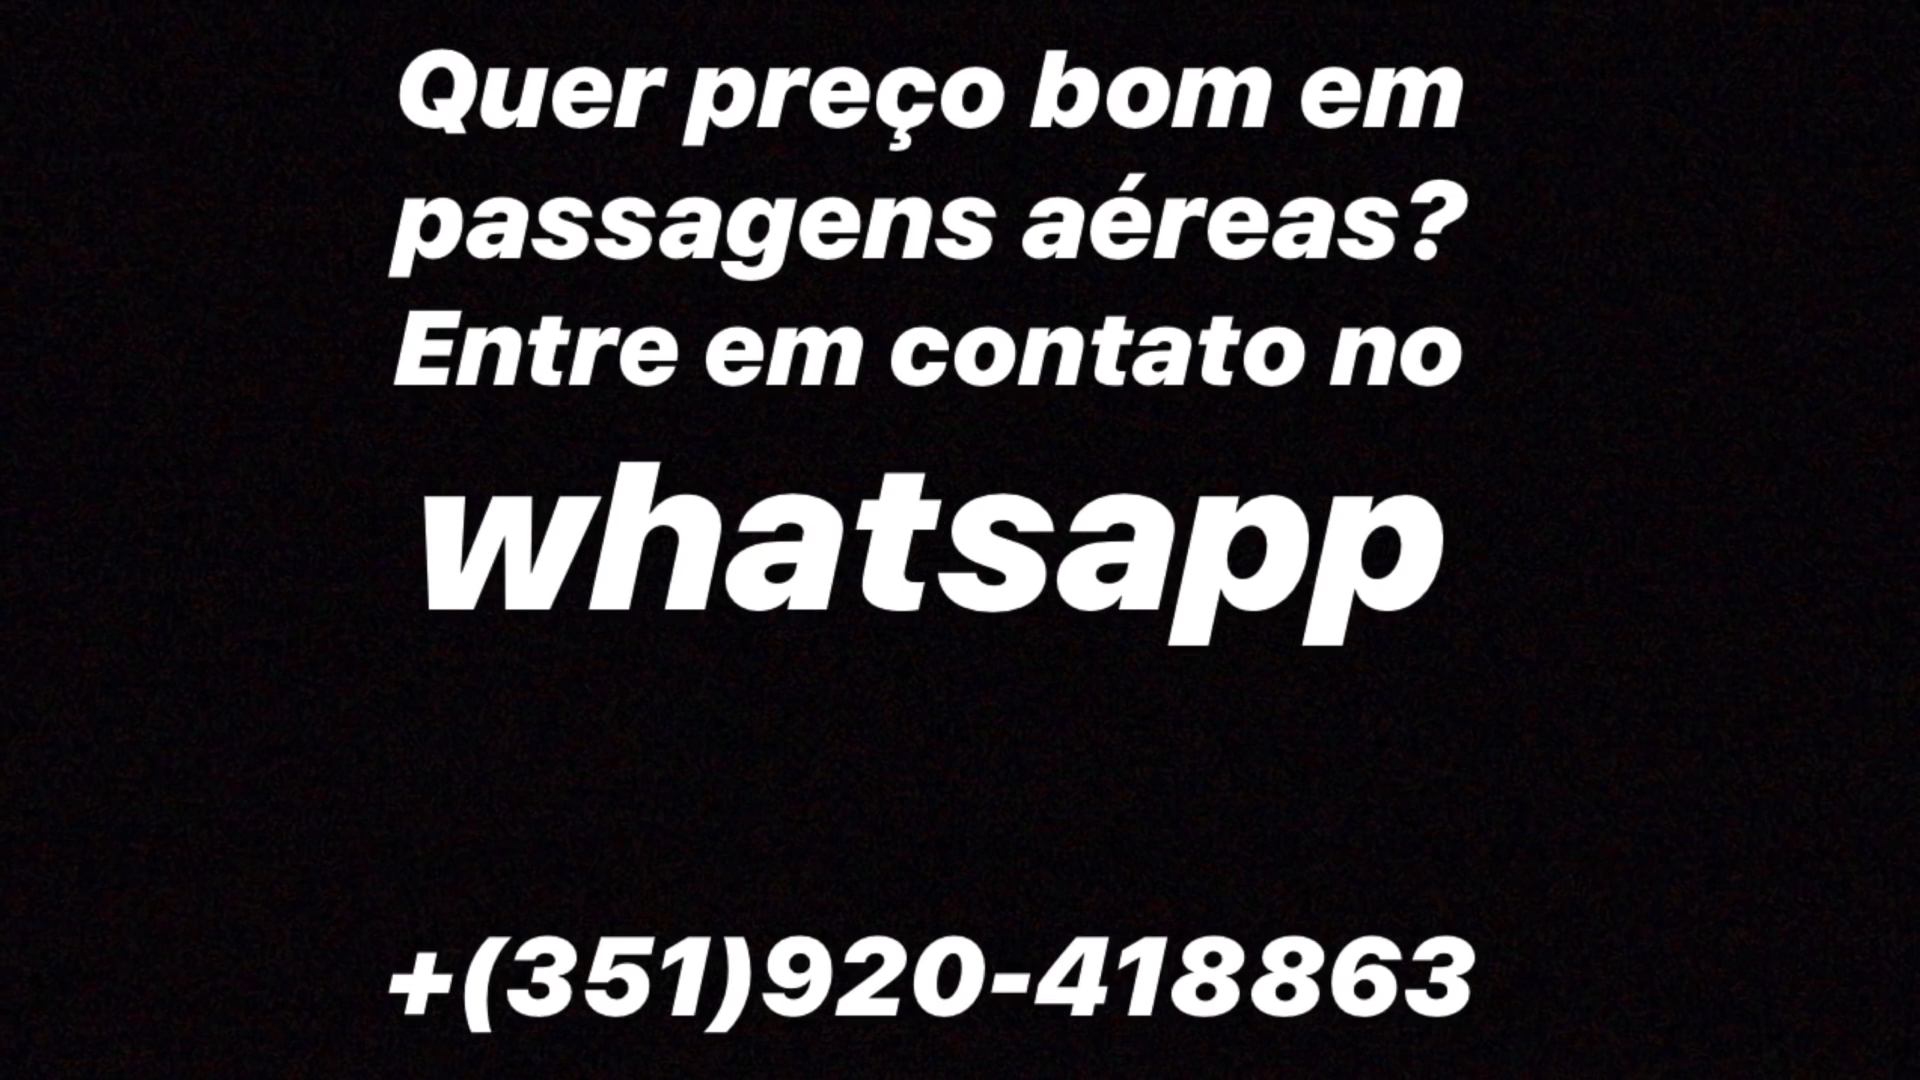 Quer preço bom em
passagens aéreas?
Entre em contato no
whatsapp
+(351)920-418863